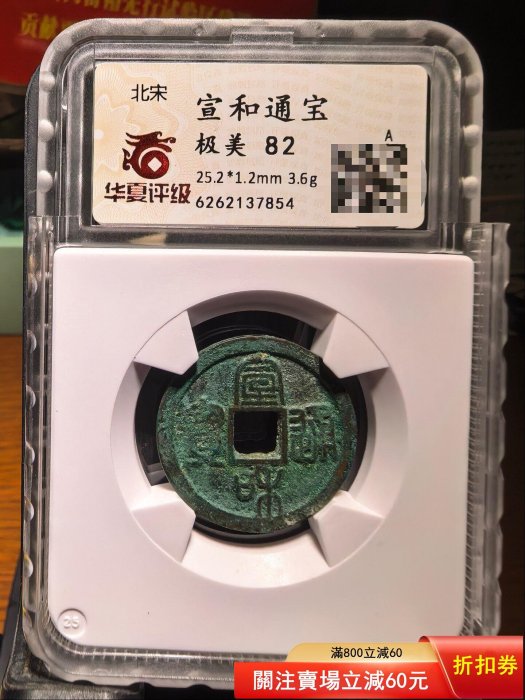 北宋
宣和通宝
极美 82
A
25.2*1.2mm 3.6g
华夏评级
6262137854
宣
通
宝
和
25
滿800立減60
關注賣場立減60元
折扣券